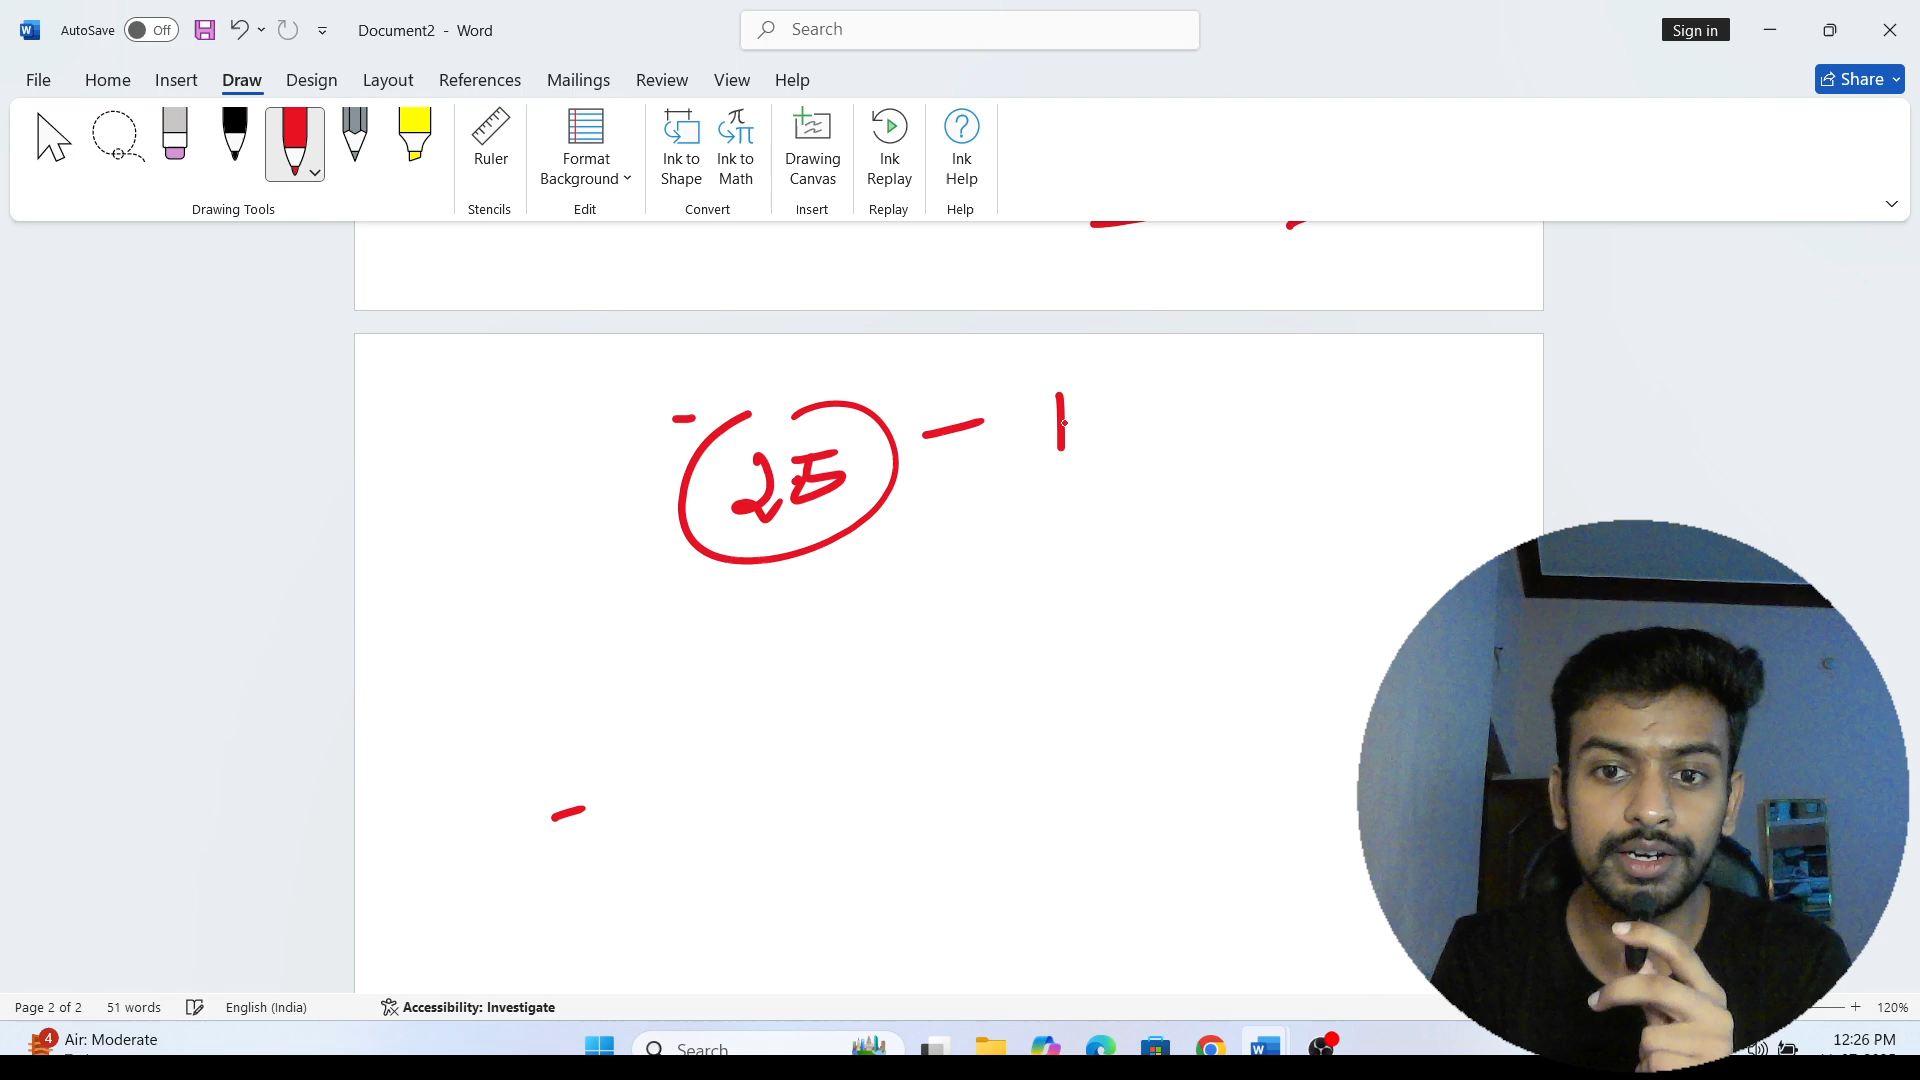 W AutoSave Off Document2 - Word Search Sign in
File Home Insert Draw Design Layout References Mailings Review View Help Share
Ruler Format Background Ink to Shape Ink to Math Drawing Canvas Ink Replay Ink Help
Drawing Tools Stencils Edit Convert Insert Replay Help
25 - 1
Page 2 of 2 51 words English (India) Accessibility: Investigate 120%
4 Air: Moderate Search 12:26 PM